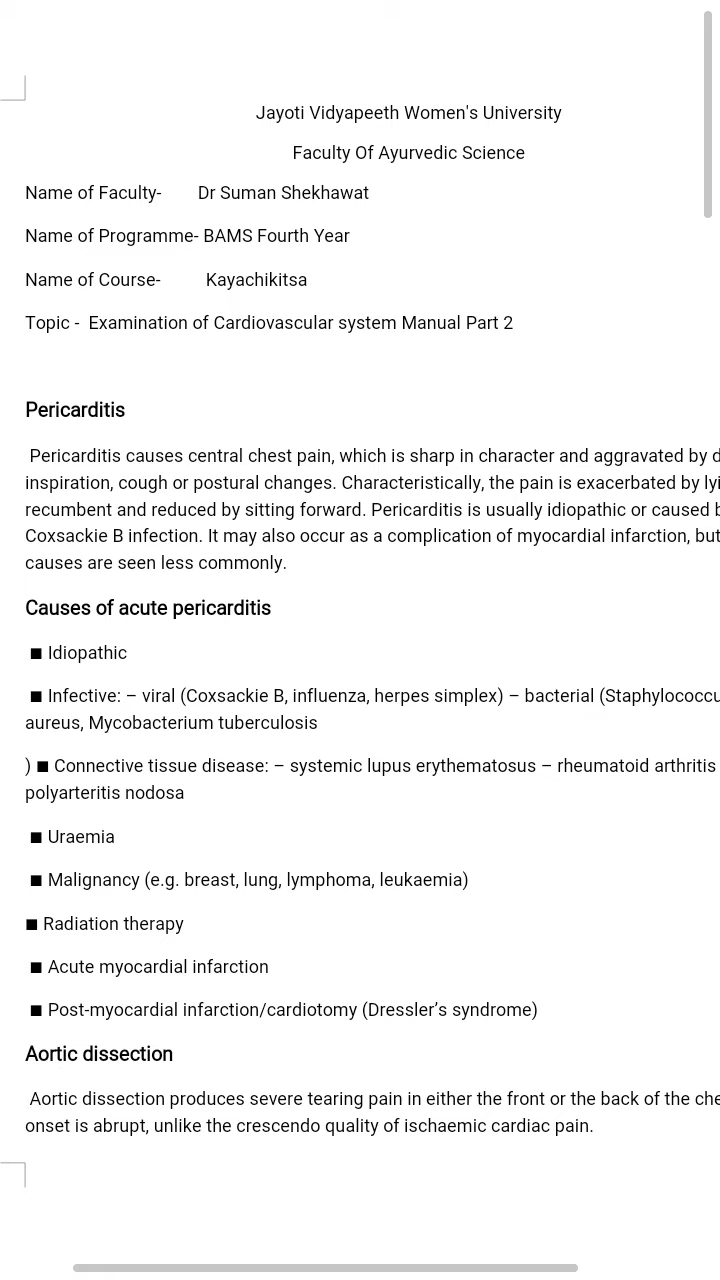 Jayoti Vidyapeeth Women's University
Faculty Of Ayurvedic Science
Name of Faculty- Dr Suman Shekhawat
Name of Programme- BAMS Fourth Year
Name of Course- Kayachikitsa
Topic - Examination of Cardiovascular system Manual Part 2
Pericarditis
Pericarditis causes central chest pain, which is sharp in character and aggravated by
inspiration, cough or postural changes. Characteristically, the pain is exacerbated by
recumbent and reduced by sitting forward. Pericarditis is usually idiopathic or caused
Coxsackie B infection. It may also occur as a complication of myocardial infarction, but
causes are seen less commonly.
Causes of acute pericarditis
■ Idiopathic
■ Infective: – viral (Coxsackie B, influenza, herpes simplex) – bacterial (
aureus, Mycobacterium tuberculosis
) ■ Connective tissue disease: – systemic lupus erythematosus – rheumatoid arthritis
polyarteritis nodosa
■ Uraemia
■ Malignancy (e.g. breast, lung, lymphoma, leukaemia)
■ Radiation therapy
■ Acute myocardial infarction
■ Post-myocardial infarction/cardiotomy (Dressler’s syndrome)
Aortic dissection
Aortic dissection produces severe tearing pain in either the front or the back of the
onset is abrupt, unlike the crescendo quality of ischaemic cardiac pain.